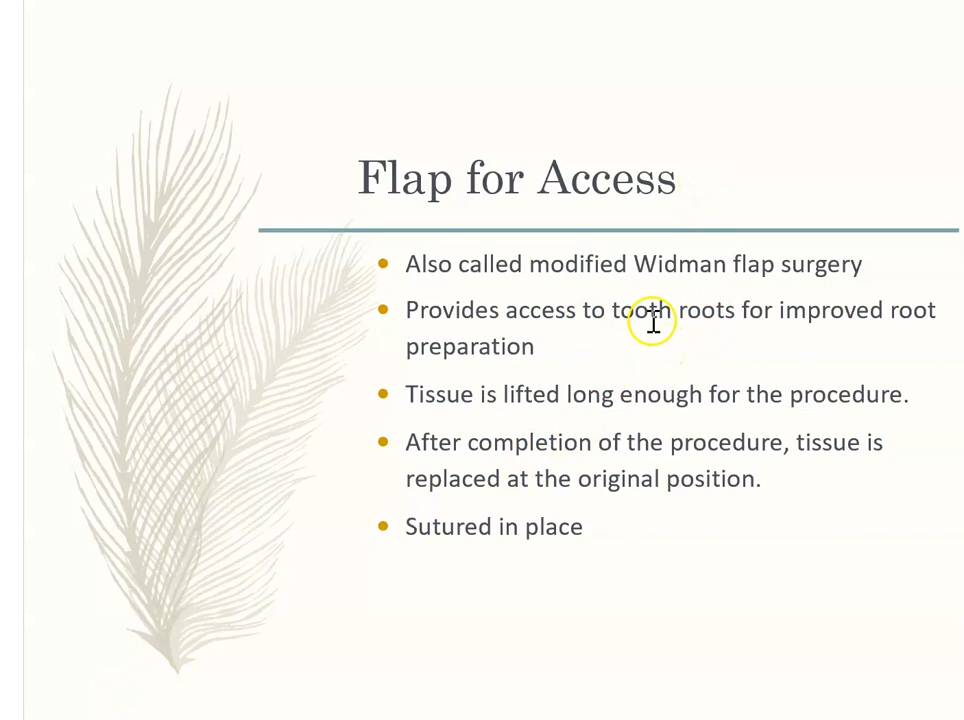 Flap for Access
• Also called modified Widman flap surgery
• Provides access to tooth roots for improved root
preparation
• Tissue is lifted long enough for the procedure.
• After completion of the procedure, tissue is
replaced at the original position.
• Sutured in place